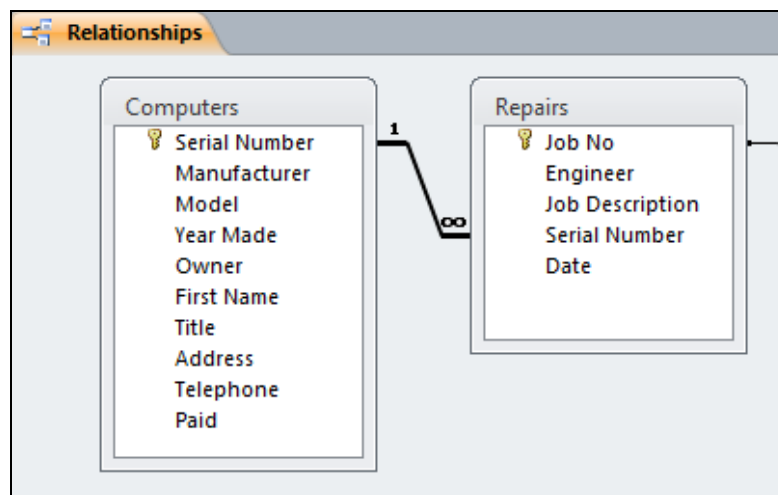 Relationships
Computers
Serial Number
Manufacturer
Model
Year Made
Owner
First Name
Title
Address
Telephone
Paid
1
∞
Repairs
Job No
Engineer
Job Description
Serial Number
Date